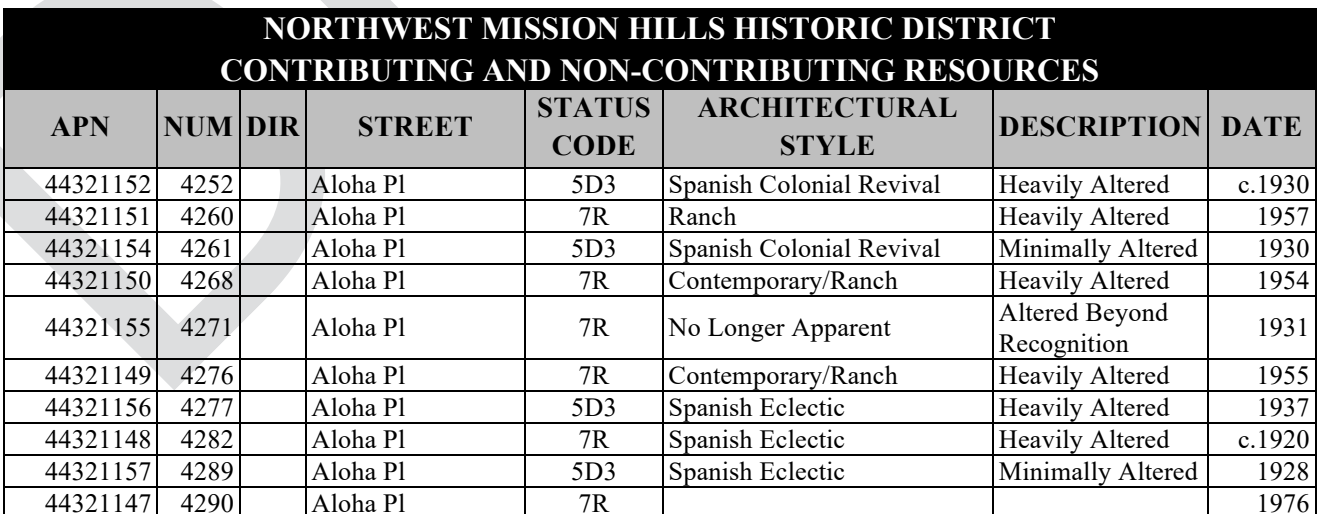 NORTHWEST MISSION HILLS HISTORIC DISTRICT
CONTRIBUTING AND NON-CONTRIBUTING RESOURCES
APN NUM DIR STREET STATUS CODE ARCHITECTURAL STYLE DESCRIPTION DATE
44321152 4252 Aloha Pl 5D3 Spanish Colonial Revival Heavily Altered c.1930
44321151 4260 Aloha Pl 7R Ranch Heavily Altered 1957
44321154 4261 Aloha Pl 5D3 Spanish Colonial Revival Minimally Altered 1930
44321150 4268 Aloha Pl 7R Contemporary/Ranch Heavily Altered 1954
44321155 4271 Aloha Pl 7R No Longer Apparent Altered Beyond Recognition 1931
44321149 4276 Aloha Pl 7R Contemporary/Ranch Heavily Altered 1955
44321156 4277 Aloha Pl 5D3 Spanish Eclectic Heavily Altered 1937
44321148 4282 Aloha Pl 7R Spanish Eclectic Heavily Altered c.1920
44321157 4289 Aloha Pl 5D3 Spanish Eclectic Minimally Altered 1928
44321147 4290 Aloha Pl 7R 1976